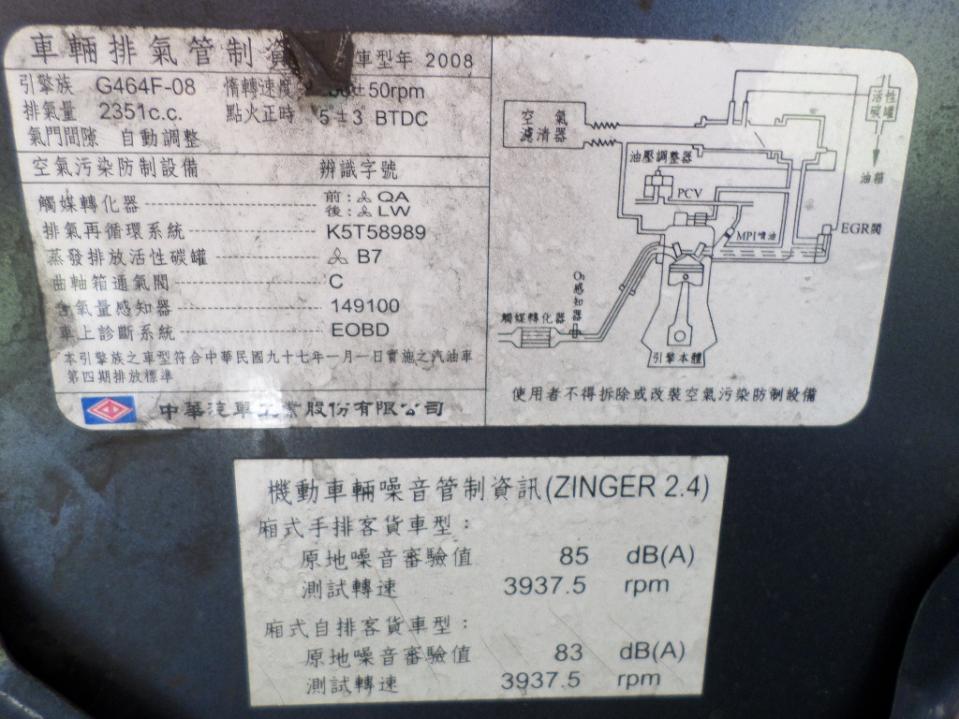 車輛排氣管制資 車型年 2008
引擎族 G464F-08 惰轉速度 ± 50rpm
排氣量 2351c.c. 點火正時 5 ± 3 BTDC
氣門間隙 自動調整
空氣污染防制設備 辨識字號
觸媒轉化器 前: QA
後: LW
排氣再循環系統 K5T58989
蒸發排放活性碳罐 B7
曲軸箱通氣閥 C
含氧量感知器 149100
車上診斷系統 EOBD
本引擎族之車型符合中華民國九十七年一月一日實施之汽油車
第四期排放標準
中華汽車工業股份有限公司
空氣
濾清器
活性
碳罐
油箱
油壓調整器
PCV
MPI噴油
EGR閥
O₂感知器
觸媒轉化器
引擎本體
使用者不得拆除或改裝空氣污染防制設備
機動車輛噪音管制資訊(ZINGER 2.4)
廂式手排客貨車型:
原地噪音審驗值 85 dB(A)
測試轉速 3937.5 rpm
廂式自排客貨車型:
原地噪音審驗值 83 dB(A)
測試轉速 3937.5 rpm